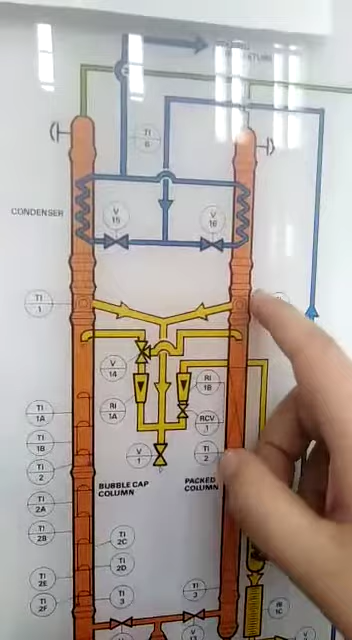 TI
6
CONDENSER
V
15
V
16
TI
1
V
14
RI
1A
RI
1B
RCV
1
TI
1A
TI
1B
TI
2
V
1
TI
2
BUBBLE CAP
COLUMN
PACKED
COLUMN
TI
2A
TI
2B
TI
2C
TI
2D
TI
2E
TI
2F
TI
3
TI
3
RI
1C